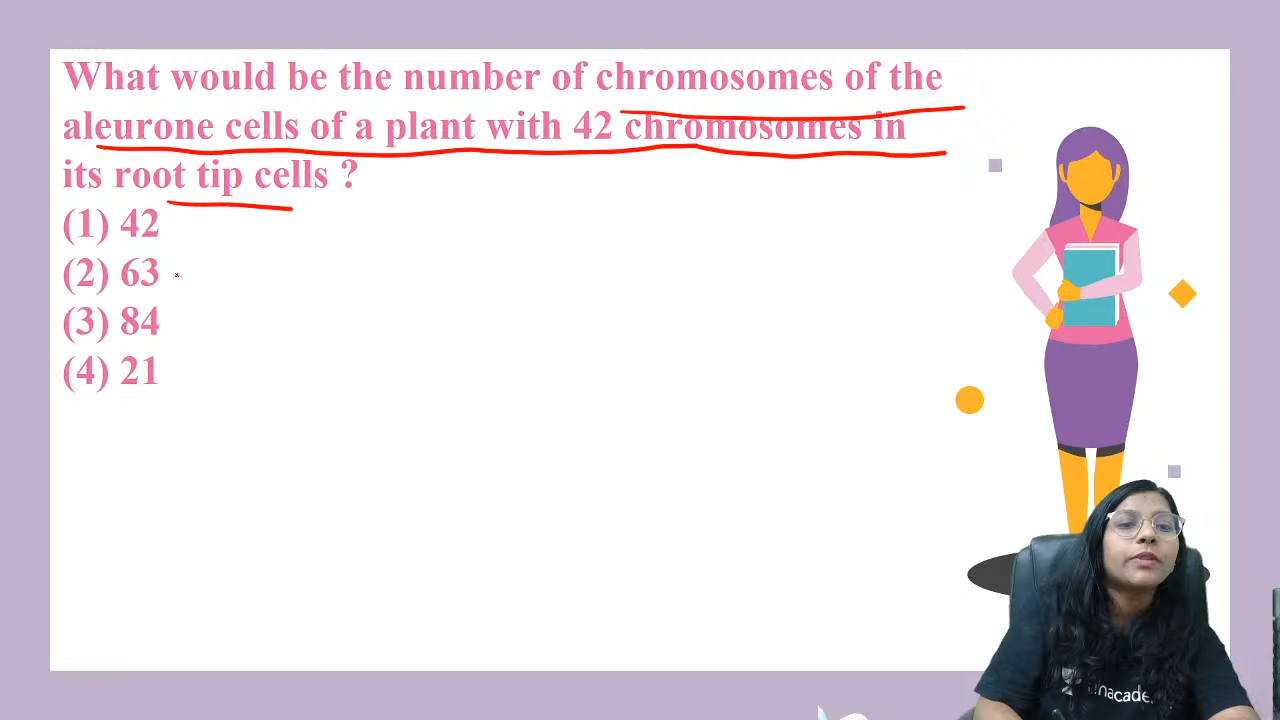 What would be the number of chromosomes of the
aleurone cells of a plant with 42 chromosomes in
its root tip cells ?
(1) 42
(2) 63
(3) 84
(4) 21